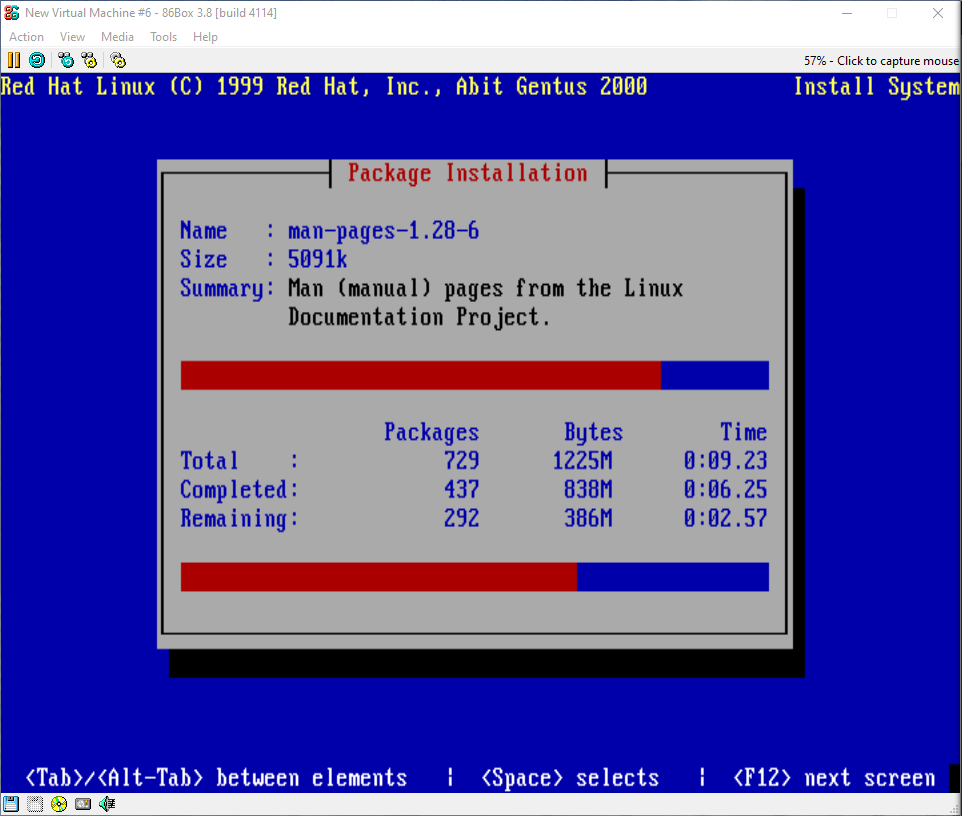 New Virtual Machine #6 - 86Box 3.8 [build 4114]
Action View Media Tools Help
57% - Click to capture mouse
Red Hat Linux (C) 1999 Red Hat, Inc., Abit Gentus 2000 Install System
Package Installation
Name : man-pages-1.28-6
Size : 5091k
Summary: Man (manual) pages from the Linux
Documentation Project.
Packages Bytes Time
Total : 729 1225M 0:09.23
Completed: 437 838M 0:06.25
Remaining: 292 386M 0:02.57
<Tab>/<Alt-Tab> between elements | <Space> selects | <F12> next screen